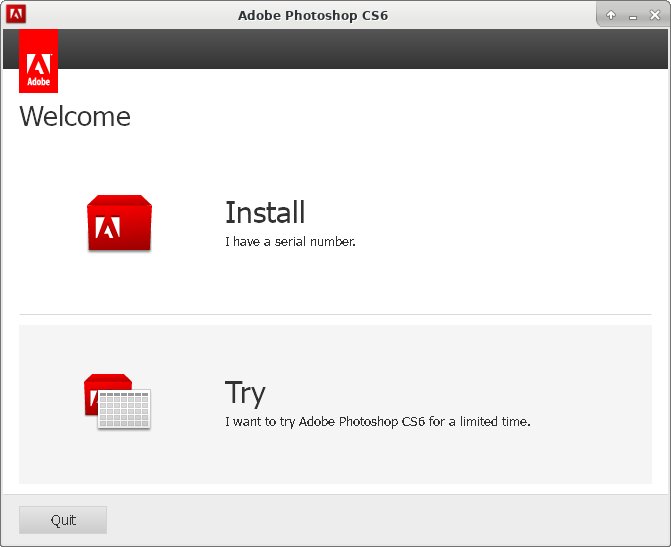 Adobe Photoshop CS6
Adobe
Welcome
Install
I have a serial number.
Try
I want to try Adobe Photoshop CS6 for a limited time.
Quit